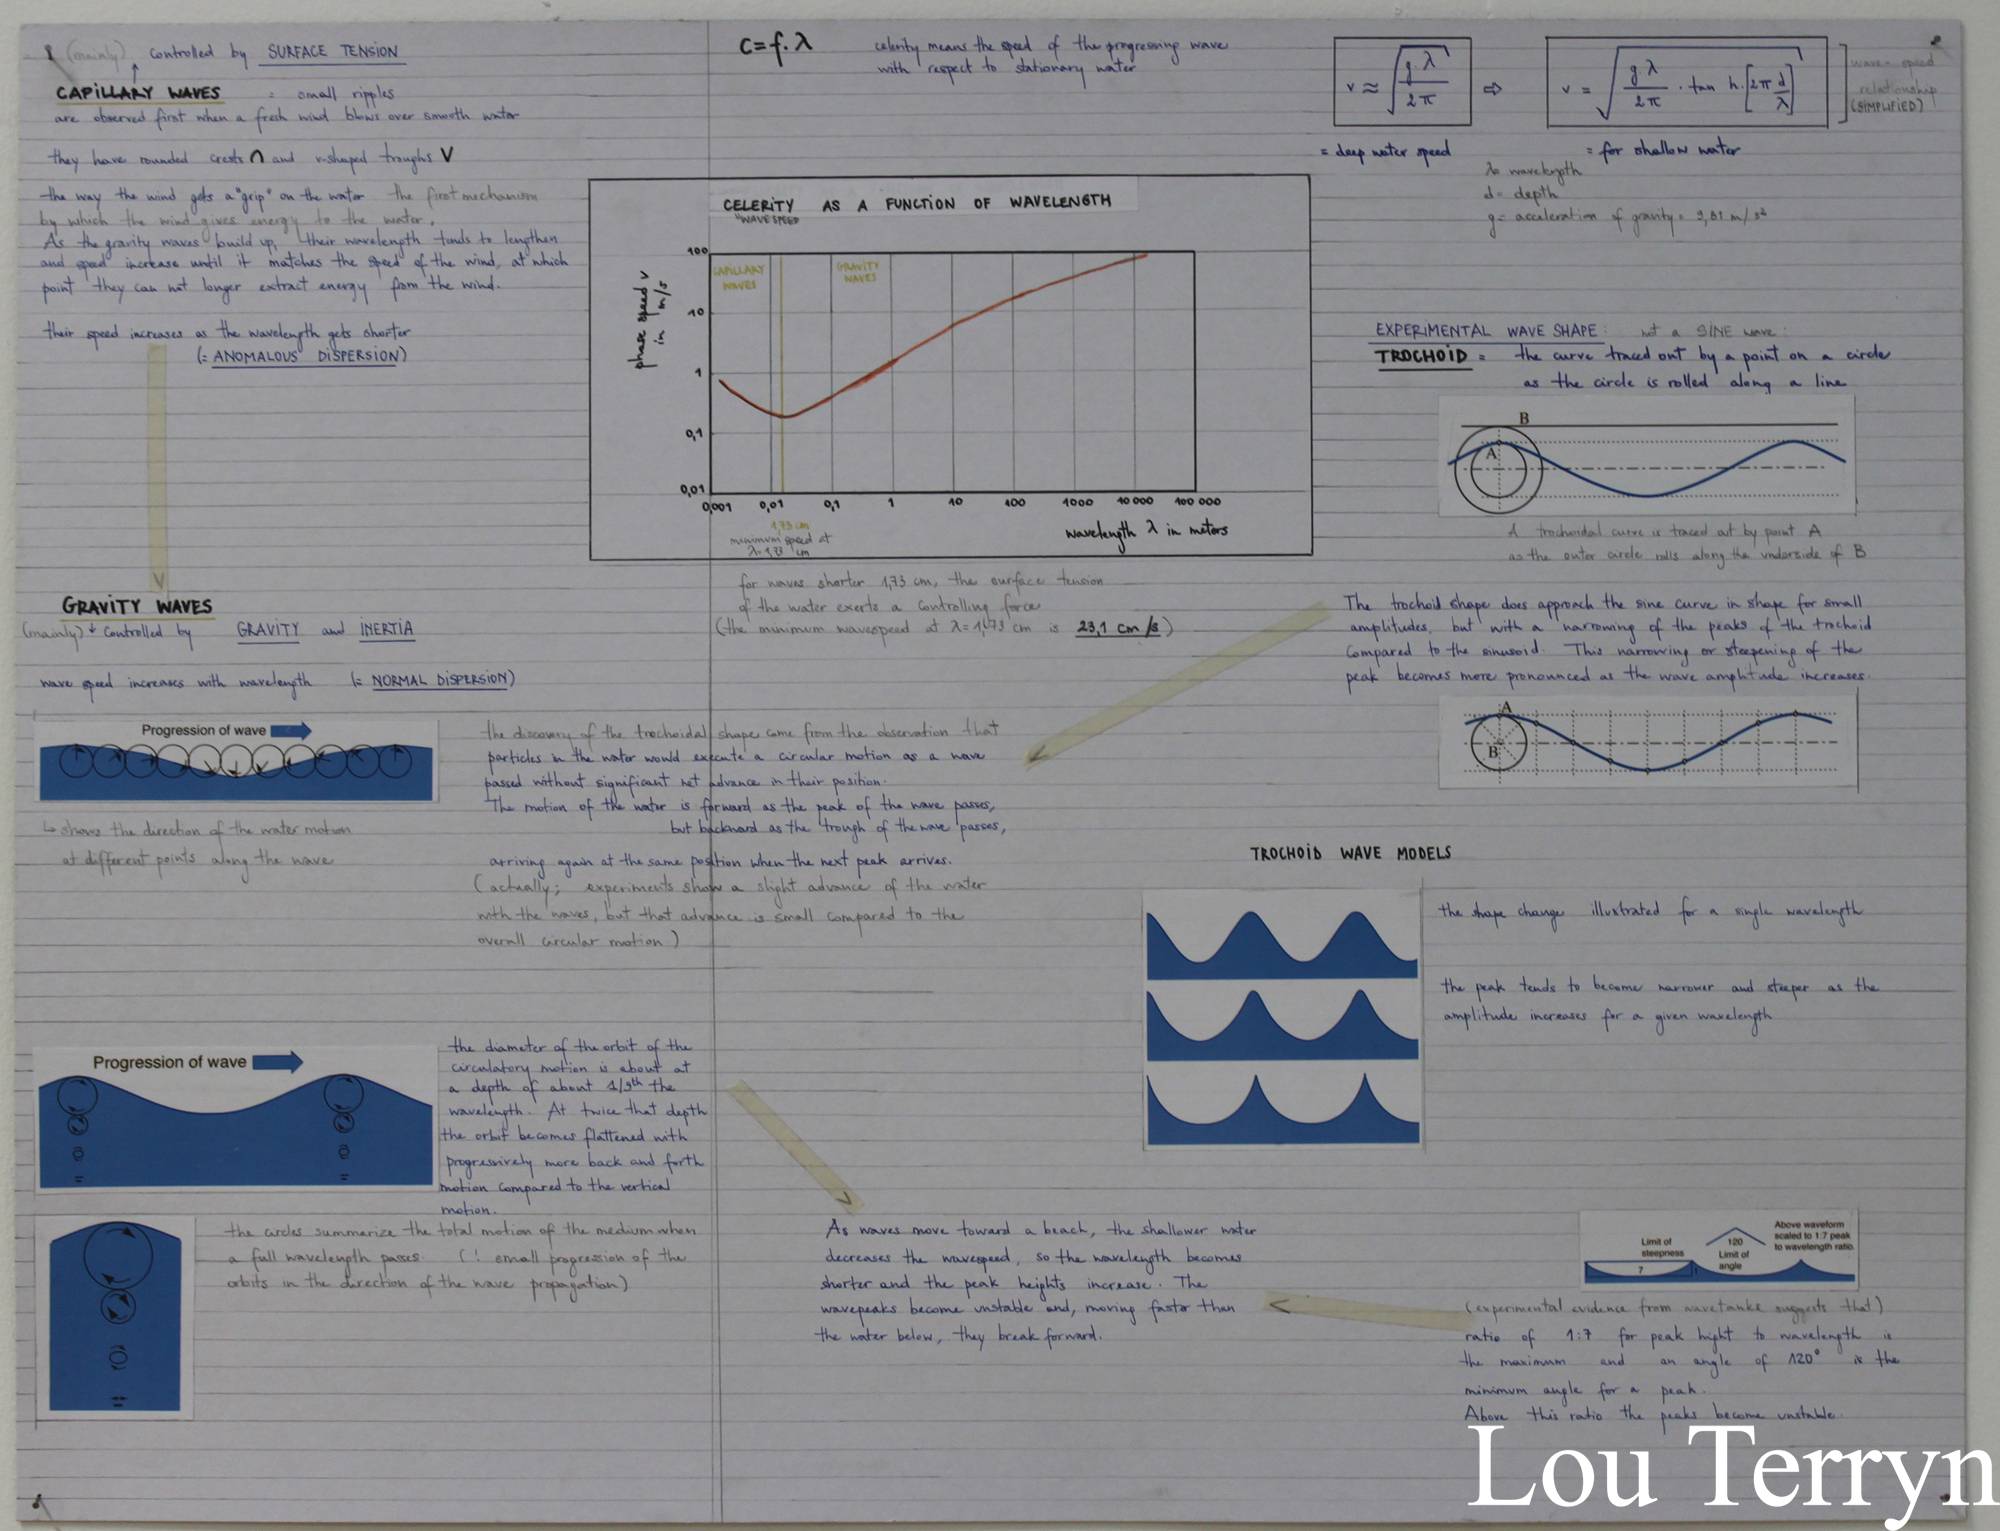 (mainly) controlled by SURFACE TENSION
CAPILLARY WAVES = small ripples
are observed first when a fresh wind blows over smooth water
they have rounded crests ∩ and v-shaped troughs V
the way the wind gets a "grip" on the water the first mechanism
by which the wind gives energy to the water.
As the gravity waves build up, their wavelength tends to lengthen
and speed increase until it matches the speed of the wind, at which
point they can not longer extract energy from the wind.
their speed increases as the wavelength gets shorter
(= ANOMALOUS DISPERSION)
GRAVITY WAVES
(mainly) controlled by GRAVITY and INERTIA
wave speed increases with wavelength (= NORMAL DISPERSION)
Progression of wave
↳ shows the direction of the water motion
at different points along the wave
c = f. λ
celerity means the speed of the progressing wave
with respect to stationary water
v ≈ √(g.λ / 2π) ⇨ v = √(g λ / 2π . tan h.[2π d/λ])
wave-speed
relationship
(SIMPLIFIED)
= deep water speed
= for shallow water
λ= wavelength
d= depth
g= acceleration of gravity = 9,81 m/s²
CELERITY AS A FUNCTION OF WAVELENGTH
"WAVESPEED
CAPILLARY
WAVES
GRAVITY
WAVES
phase speed v
in m/s
100
10
1
0,1
0,01
0,001 0,01 0,1 1 10 100 1000 10 000 100 000
1,73 cm
minimum speed at
λ= 1,73 cm
wavelength λ in meters
for waves shorter 1,73 cm, the surface tension
of the water exerts a controlling force
(the minimum wavespeed at λ= 1,73 cm is 23,1 cm/s)
EXPERIMENTAL WAVE SHAPE: not a SINE wave:
TROCHOID = the curve traced out by a point on a circle
as the circle is rolled along a line
B
A
A trochoidal curve is traced out by point A
as the outer circle rolls along the underside of B
The trochoid shape does approach the sine curve in shape for small
amplitudes, but with a narrowing of the peaks of the trochoid
compared to the sinusoid. This narrowing or steepening of the
peak becomes more pronounced as the wave amplitude increases.
A
B
the discovery of the trochoidal shape came from the observation that
particles in the water would execute a circular motion as a wave
passed without significant net advance in their position.
The motion of the water is forward as the peak of the wave passes,
but backward as the trough of the wave passes,
arriving again at the same position when the next peak arrives.
(actually; experiments show a slight advance of the water
with the waves, but that advance is small compared to the
overall circular motion)
TROCHOID WAVE MODELS
the shape change illustrated for a single wavelength
the peak tends to become narrower and steeper as the
amplitude increases for a given wavelength
Progression of wave
the diameter of the orbit of the
circulatory motion is about at
a depth of about 1/9th the
wavelength. At twice that depth
the orbit becomes flattened with
progressively more back and forth
motion compared to the vertical
motion.
the circles summarize the total motion of the medium when
a full wavelength passes. (! small progression of the
orbits in the direction of the wave propagation)
As waves move toward a beach, the shallower water
decreases the wavespeed, so the wavelength becomes
shorter and the peak heights increase. The
wavepeaks become unstable and, moving faster than
the water below, they break forward.
Limit of
steepness
7
120
Limit of
angle
Above waveform
scaled to 1:7 peak
to wavelength ratio.
(experimental evidence from wavetanks suggests that)
ratio of 1:7 for peak hight to wavelength is
the maximum and an angle of 120° is the
minimum angle for a peak.
Above this ratio the peaks become unstable.
Lou Terryn